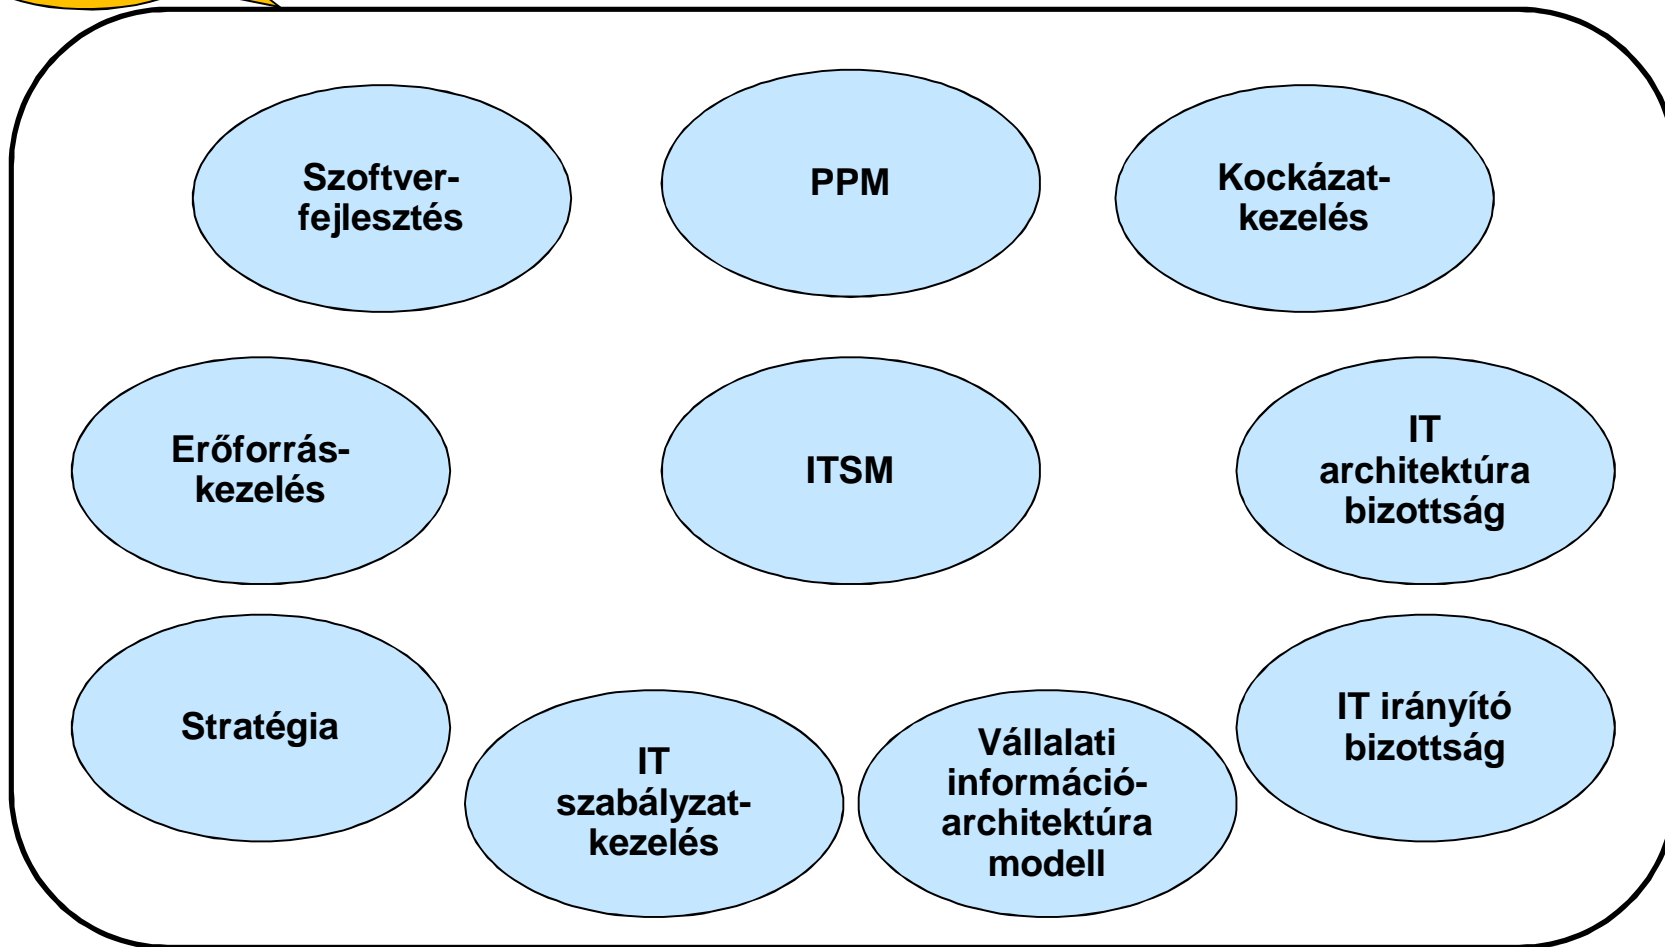 Szoftver-
fejlesztés
PPM
Kockázat-
kezelés
Erőforrás-
kezelés
ITSM
IT
architektúra
bizottság
Stratégia
IT
szabályzat-
kezelés
Vállalati
információ-
architektúra
modell
IT irányító
bizottság